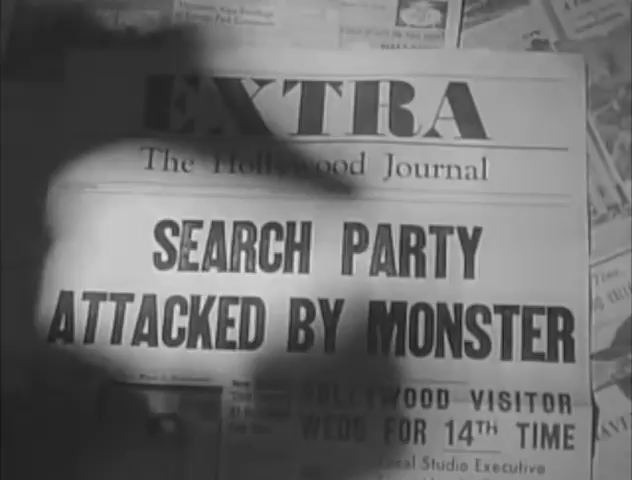 EXTRA
The Hollywood Journal
SEARCH PARTY
ATTACKED BY MONSTER
HOLLYWOOD VISITOR
WEDS FOR 14TH TIME
Local Studio Executive